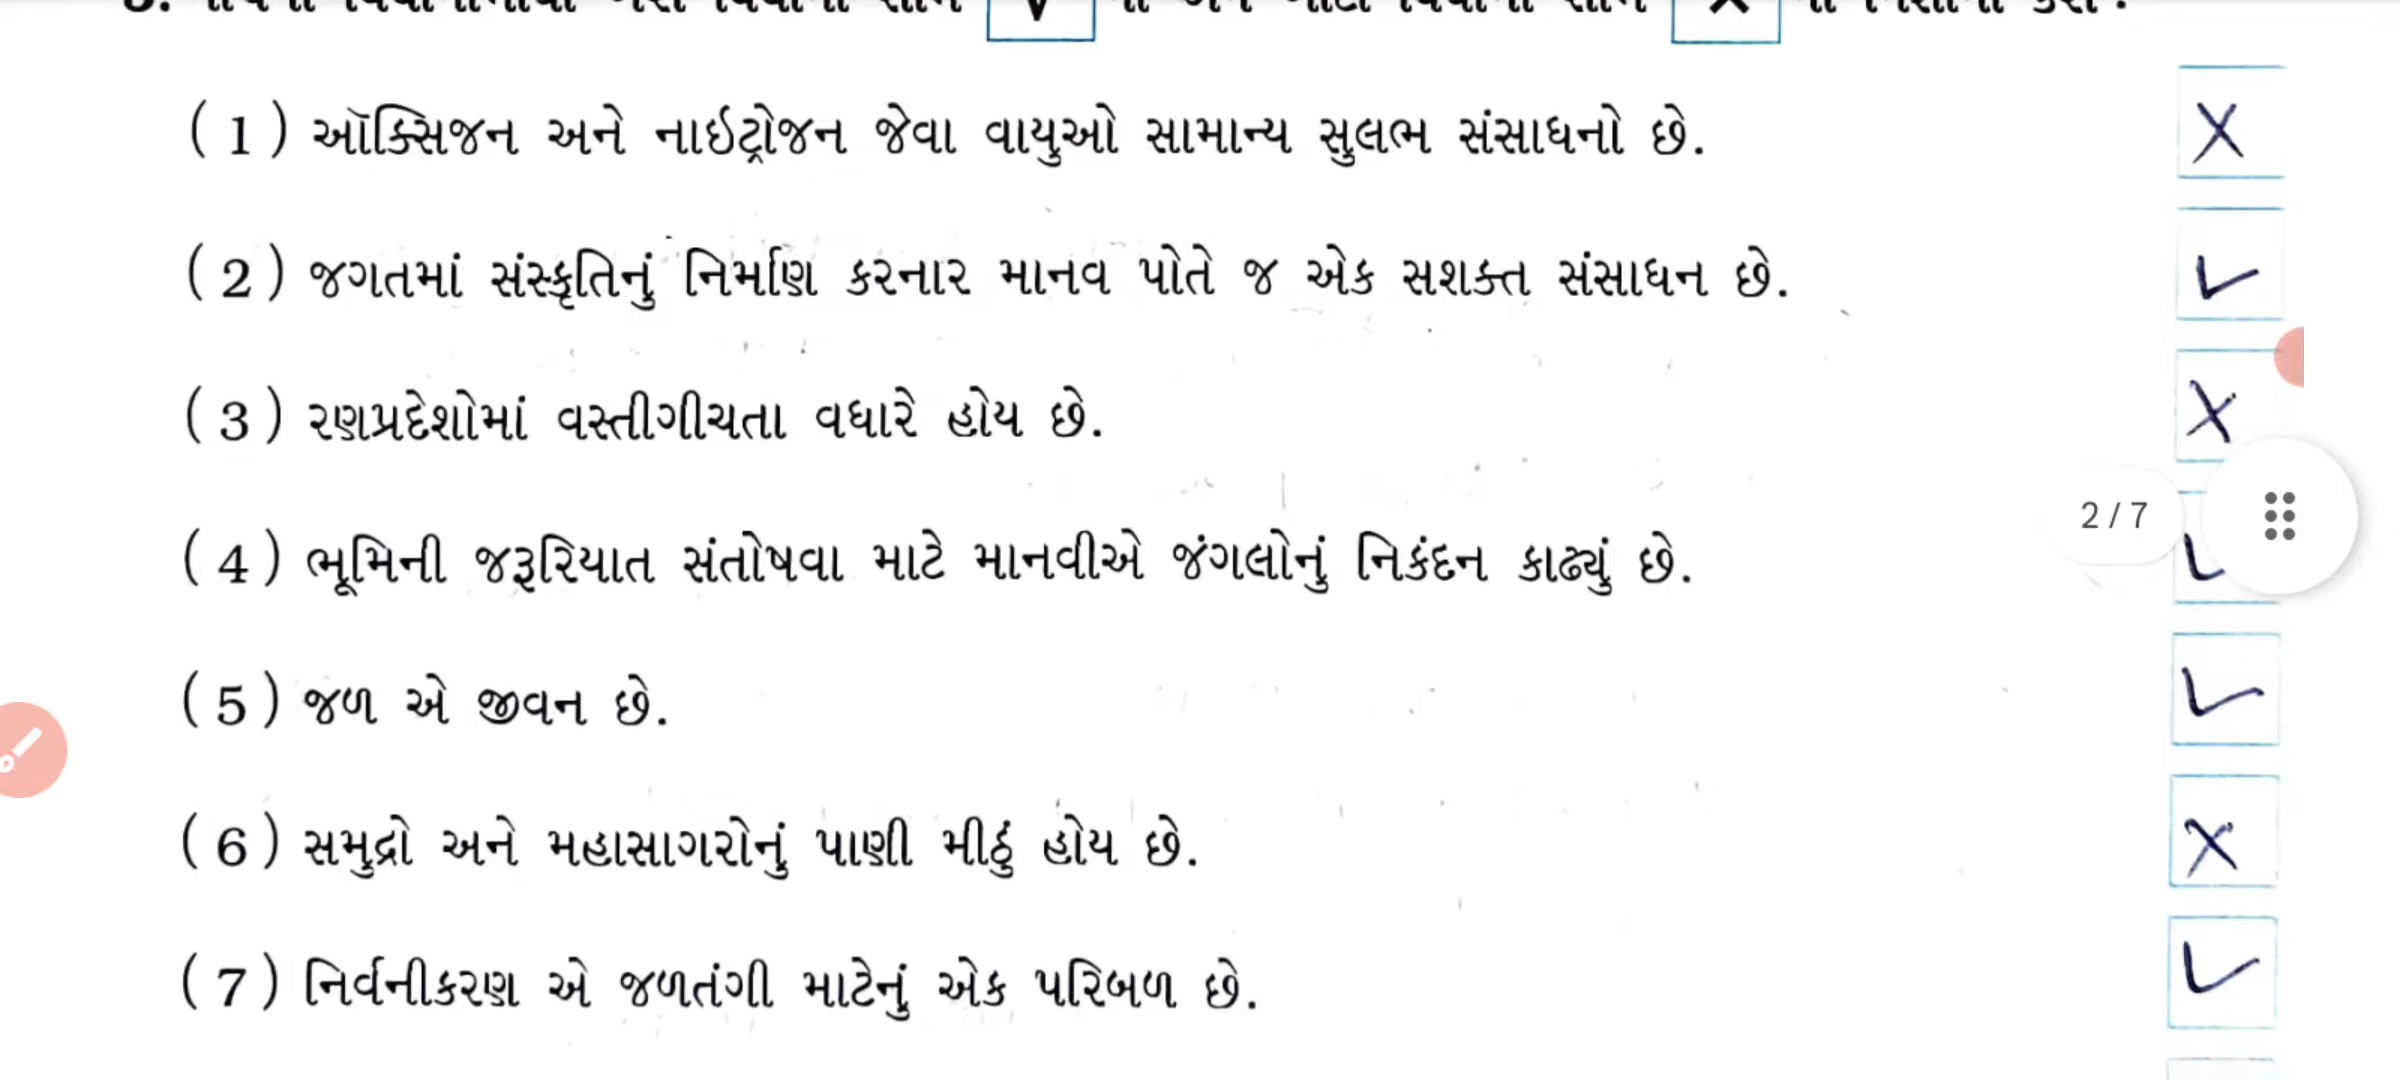 ( 1 ) ઑક્સિજન અને નાઇટ્રોજન જેવા વાયુઓ સામાન્ય સુલભ સંસાધનો છે. X
( 2 ) જગતમાં સંસ્કૃતિનું નિર્માણ કરનાર માનવ પોતે જ એક સશક્ત સંસાધન છે. ✓
( 3 ) રણપ્રદેશોમાં વસ્તીગીચતા વધારે હોય છે. X
2 / 7
( 4 ) ભૂમિની જરૂરિયાત સંતોષવા માટે માનવીએ જંગલોનું નિકંદન કાઢ્યું છે. ✓
( 5 ) જળ એ જીવન છે. ✓
( 6 ) સમુદ્રો અને મહાસાગરોનું પાણી મીઠું હોય છે. X
( 7 ) નિર્વનીકરણ એ જળતંગી માટેનું એક પરિબળ છે. ✓